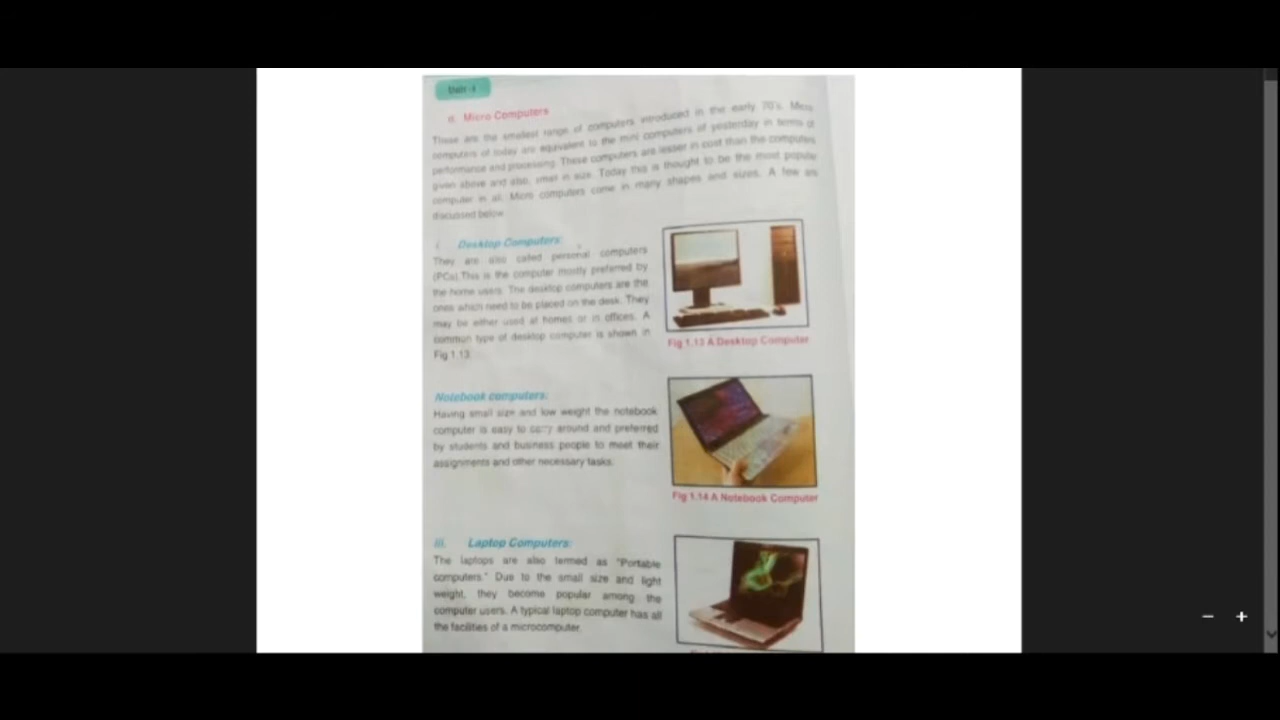 Unit -1
d. Micro Computers
These are the smallest range of computers introduced in the early 70's. Micro
computers of today are equivalent to the mini computers of yesterday in terms of
performance and processing. These computers are lesser in cost than the computers
given above and also, small in size. Today this is thought to be the most popular
computer in all. Micro computers come in many shapes and sizes. A few are
discussed below.
i. Desktop Computers:
They are also called personal computers
(PCs).This is the computer mostly preferred by
the home users. The desktop computers are the
ones which need to be placed on the desk. They
may be either used at homes or in offices. A
common type of desktop computer is shown in
Fig 1.13.
Fig 1.13 A Desktop Computer
Notebook computers:
Having small size and low weight the notebook
computer is easy to carry around and preferred
by students and business people to meet their
assignments and other necessary tasks.
Fig 1.14 A Notebook Computer
iii. Laptop Computers:
The laptops are also termed as "Portable
computers." Due to the small size and light
weight, they become popular among the
computer users. A typical laptop computer has all
the facilities of a microcomputer.